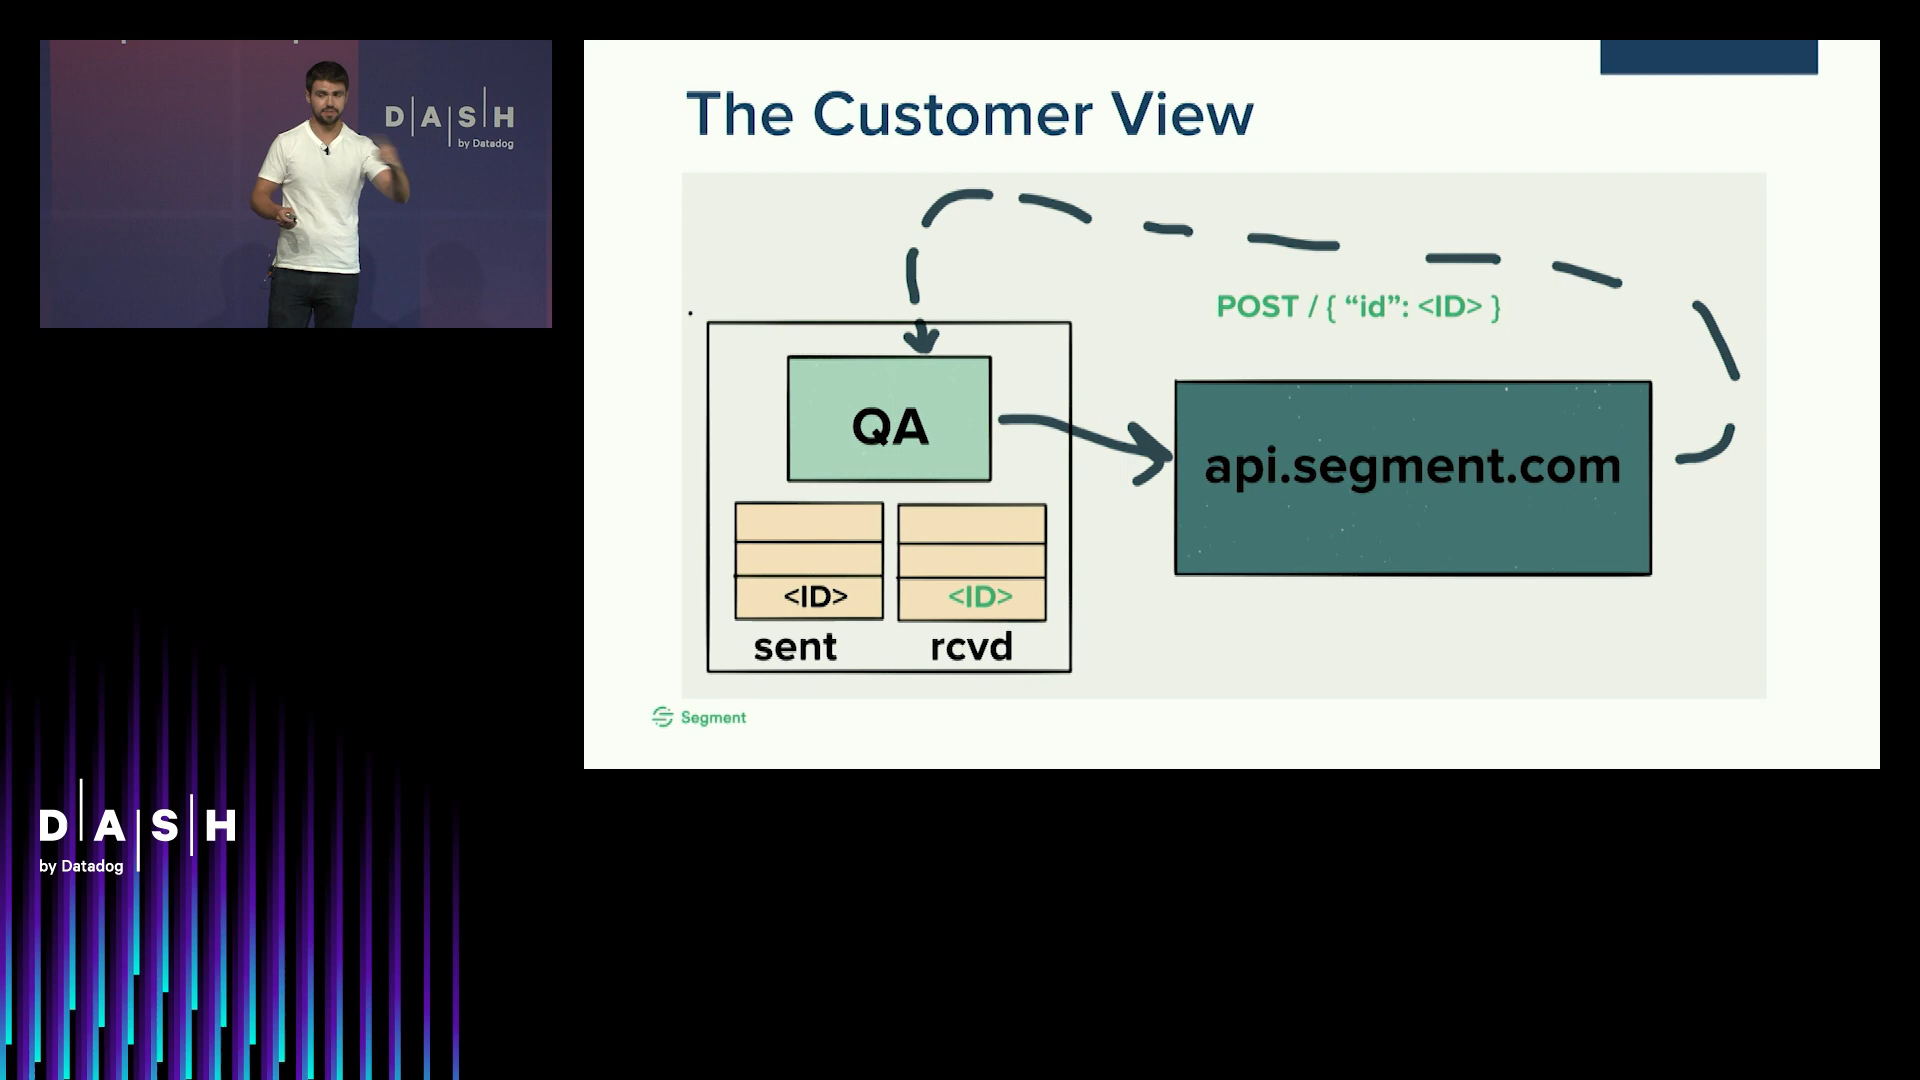 D|A|S|H
by Datadog
The Customer View
POST / { “id”: <ID> }
QA
api.segment.com
<ID>
<ID>
sent
rcvd
Segment
D|A|S|H
by Datadog